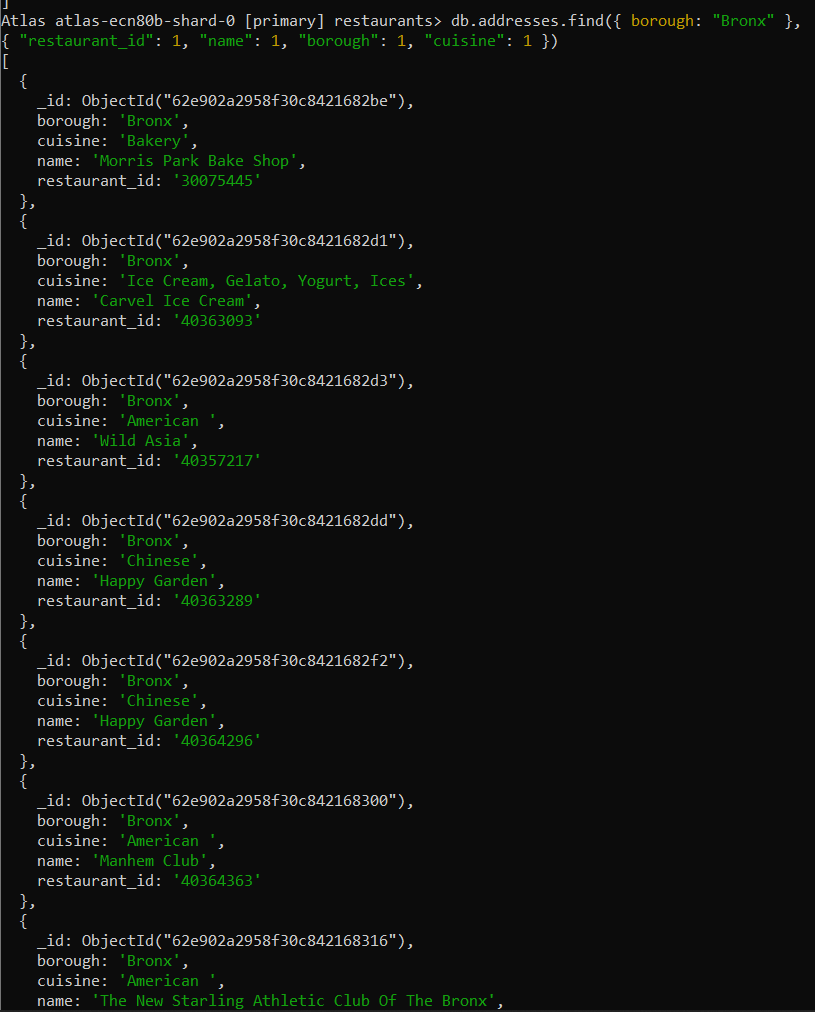 ]
Atlas atlas-ecn80b-shard-0 [primary] restaurants> db.addresses.find({ borough: "Bronx" },
{ "restaurant_id": 1, "name": 1, "borough": 1, "cuisine": 1 })
[
  {
    _id: ObjectId("62e902a2958f30c8421682be"),
    borough: 'Bronx',
    cuisine: 'Bakery',
    name: 'Morris Park Bake Shop',
    restaurant_id: '30075445'
  },
  {
    _id: ObjectId("62e902a2958f30c8421682d1"),
    borough: 'Bronx',
    cuisine: 'Ice Cream, Gelato, Yogurt, Ices',
    name: 'Carvel Ice Cream',
    restaurant_id: '40363093'
  },
  {
    _id: ObjectId("62e902a2958f30c8421682d3"),
    borough: 'Bronx',
    cuisine: 'American ',
    name: 'Wild Asia',
    restaurant_id: '40357217'
  },
  {
    _id: ObjectId("62e902a2958f30c8421682dd"),
    borough: 'Bronx',
    cuisine: 'Chinese',
    name: 'Happy Garden',
    restaurant_id: '40363289'
  },
  {
    _id: ObjectId("62e902a2958f30c8421682f2"),
    borough: 'Bronx',
    cuisine: 'Chinese',
    name: 'Happy Garden',
    restaurant_id: '40364296'
  },
  {
    _id: ObjectId("62e902a2958f30c842168300"),
    borough: 'Bronx',
    cuisine: 'American ',
    name: 'Manhem Club',
    restaurant_id: '40364363'
  },
  {
    _id: ObjectId("62e902a2958f30c842168316"),
    borough: 'Bronx',
    cuisine: 'American ',
    name: 'The New Starling Athletic Club Of The Bronx',